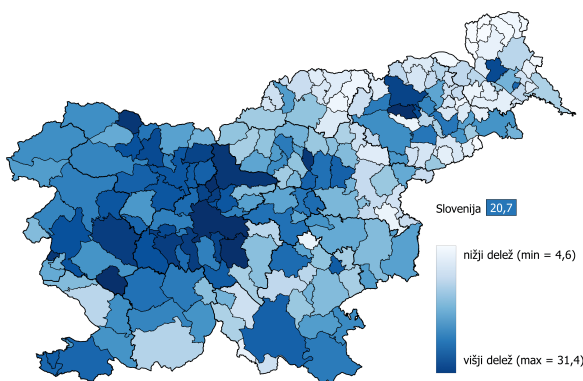 Slovenija 20,7
nižji delež (min = 4,6)
višji delež (max = 31,4)